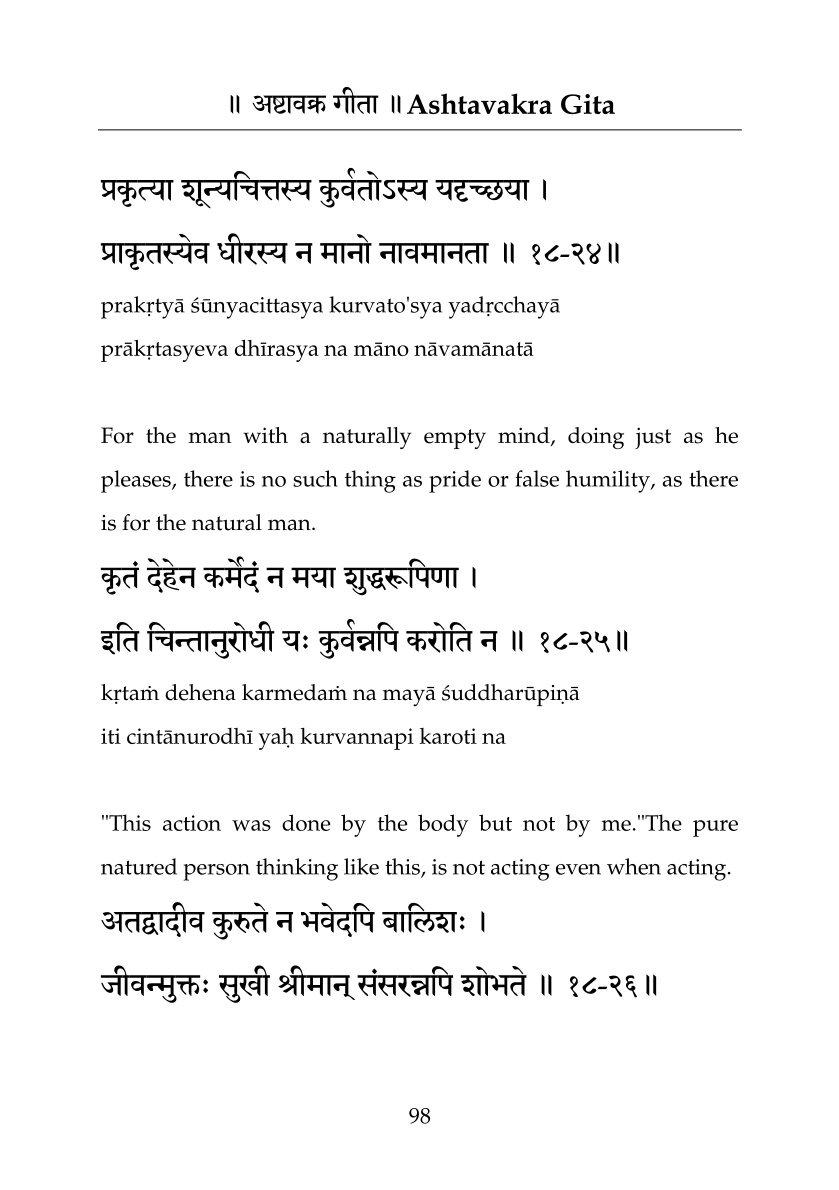 ॥ अष्टावक्र गीता ॥ Ashtavakra Gita
प्रकृत्या शून्यचित्तस्य कुर्वतोऽस्य यदृच्छया ।
प्राकृतस्येव धीरस्य न मानो नावमानता ॥ १८-२४॥
prakṛtyā śūnyacittasya kurvato'sya yadṛcchayā
prākṛtasyeva dhīrasya na māno nāvamānatā
For the man with a naturally empty mind, doing just as he
pleases, there is no such thing as pride or false humility, as there
is for the natural man.
कृतं देहेन कर्मेदं न मया शुद्धरूपिणा ।
इति चिन्तानुरोधी यः कुर्वन्नपि करोति न ॥ १८-२५॥
kṛtaṁ dehena karmedaṁ na mayā śuddharūpiṇā
iti cintānurodhī yaḥ kurvannapi karoti na
"This action was done by the body but not by me."The pure
natured person thinking like this, is not acting even when acting.
अतद्वादीव कुरुते न भवेदपि बालिशः ।
जीवन्मुक्तः सुखी श्रीमान् संसरन्नपि शोभते ॥ १८-२६॥
98